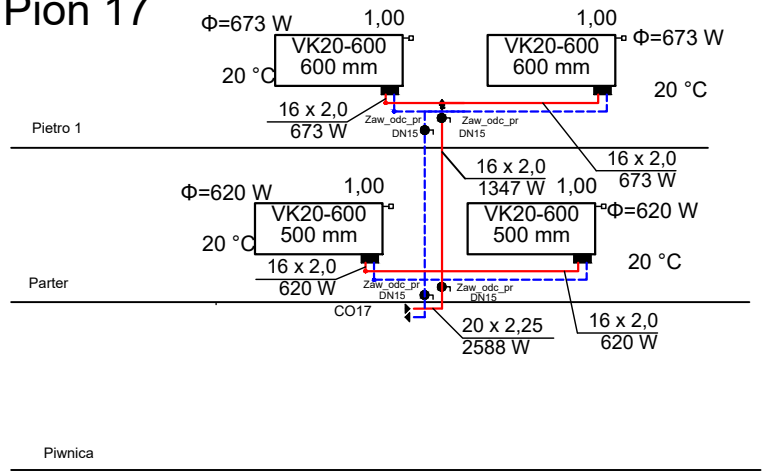 Pion 17
Φ=673 W
1,00
VK20-600
600 mm
20 °C
16 x 2,0
673 W
1,00
VK20-600
600 mm
Φ=673 W
20 °C
Zaw_odc_pr
DN15
Zaw_odc_pr
DN15
16 x 2,0
673 W
Pietro 1
16 x 2,0
1347 W
Φ=620 W
1,00
VK20-600
500 mm
20 °C
16 x 2,0
620 W
1,00
VK20-600
500 mm
Φ=620 W
20 °C
Zaw_odc_pr
DN15
Zaw_odc_pr
DN15
Parter
CO17
20 x 2,25
2588 W
16 x 2,0
620 W
Piwnica